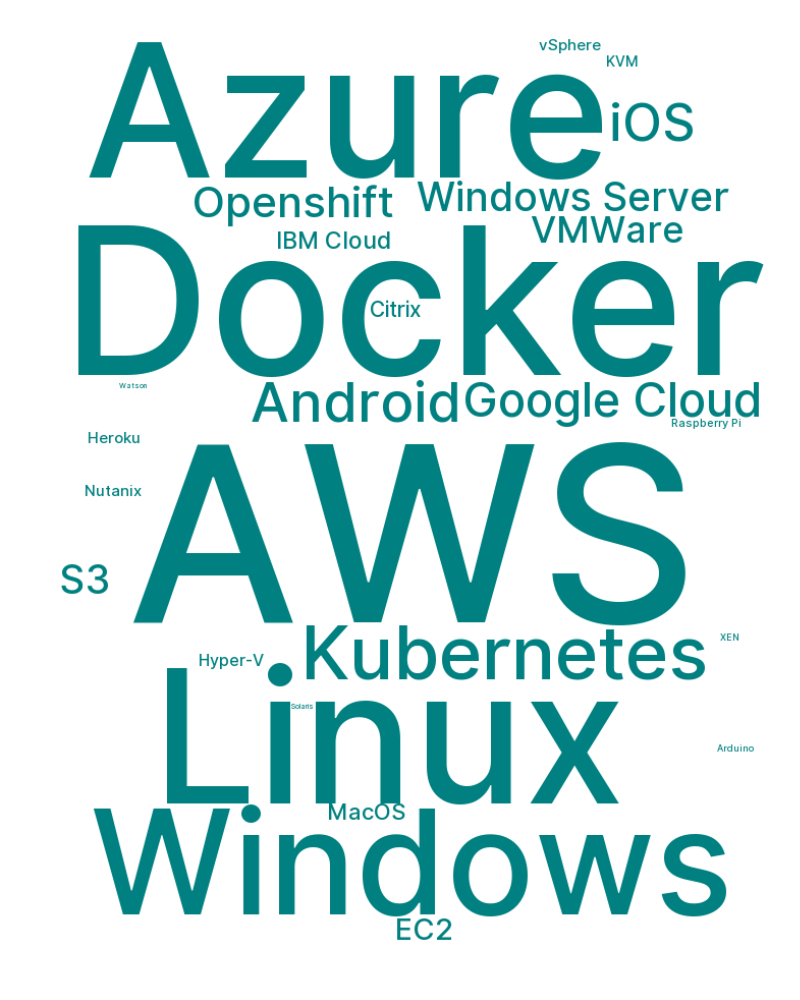 vSphere
KVM
Azure
iOS
Openshift
Windows Server
VMWare
IBM Cloud
Docker
Citrix
Watson
Android
Google Cloud
Raspberry Pi
Heroku
Nutanix
AWS
S3
Kubernetes
XEN
Hyper-V
Linux
Solaris
Arduino
MacOS
Windows
EC2